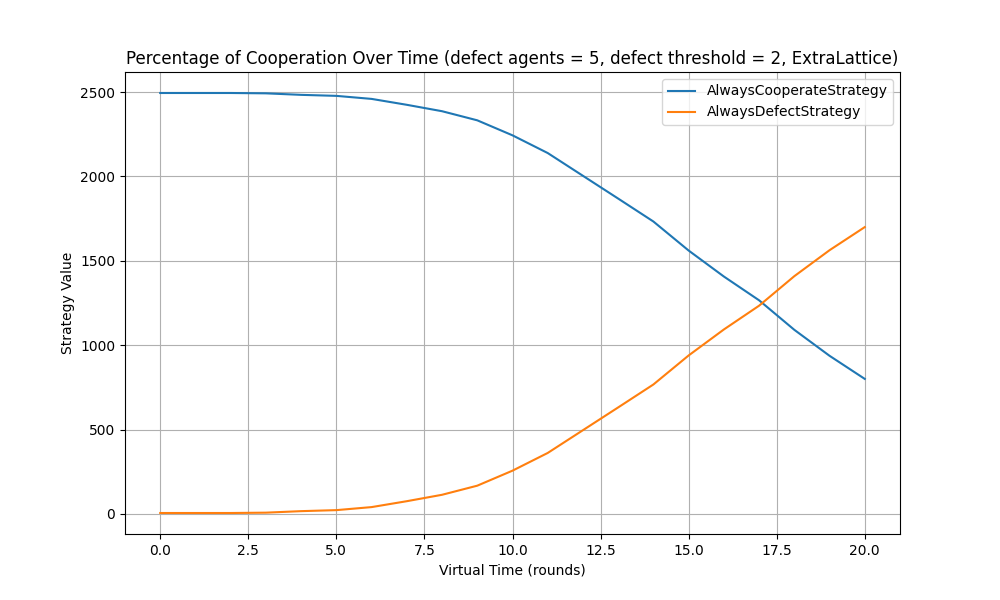 Percentage of Cooperation Over Time (defect agents = 5, defect threshold = 2, ExtraLattice)
AlwaysCooperateStrategy
AlwaysDefectStrategy
Strategy Value
2500
2000
1500
1000
500
0
0.0 2.5 5.0 7.5 10.0 12.5 15.0 17.5 20.0
Virtual Time (rounds)